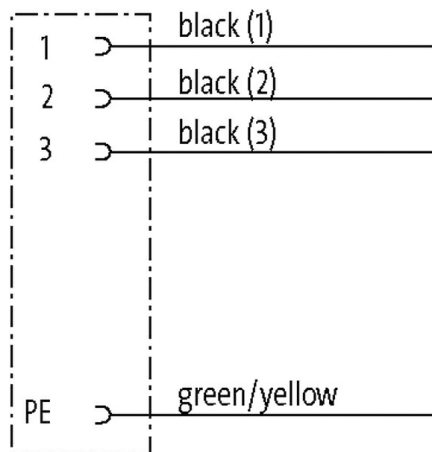 1 black (1)
2 black (2)
3 black (3)
PE green/yellow